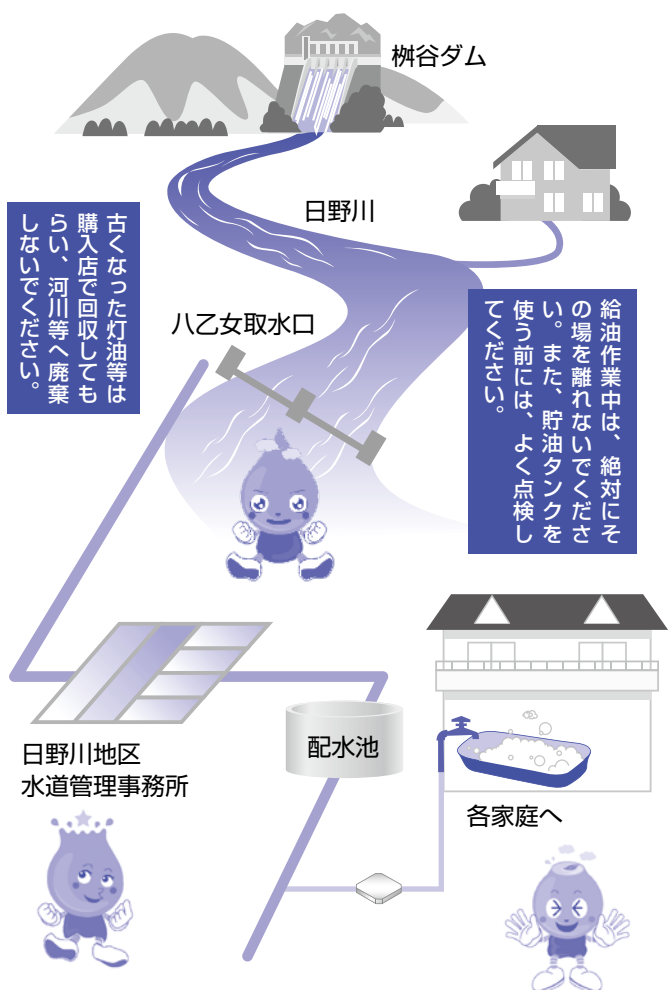 桝谷ダム
日野川
古くなった灯油等は
購入店で回収しても
らい、河川等へ廃棄
しないでください。
八乙女取水口
給油作業中は、絶対にそ
の場を離れないでくださ
い。また、貯油タンクを
使う前には、よく点検し
てください。
日野川地区
水道管理事務所
配水池
各家庭へ